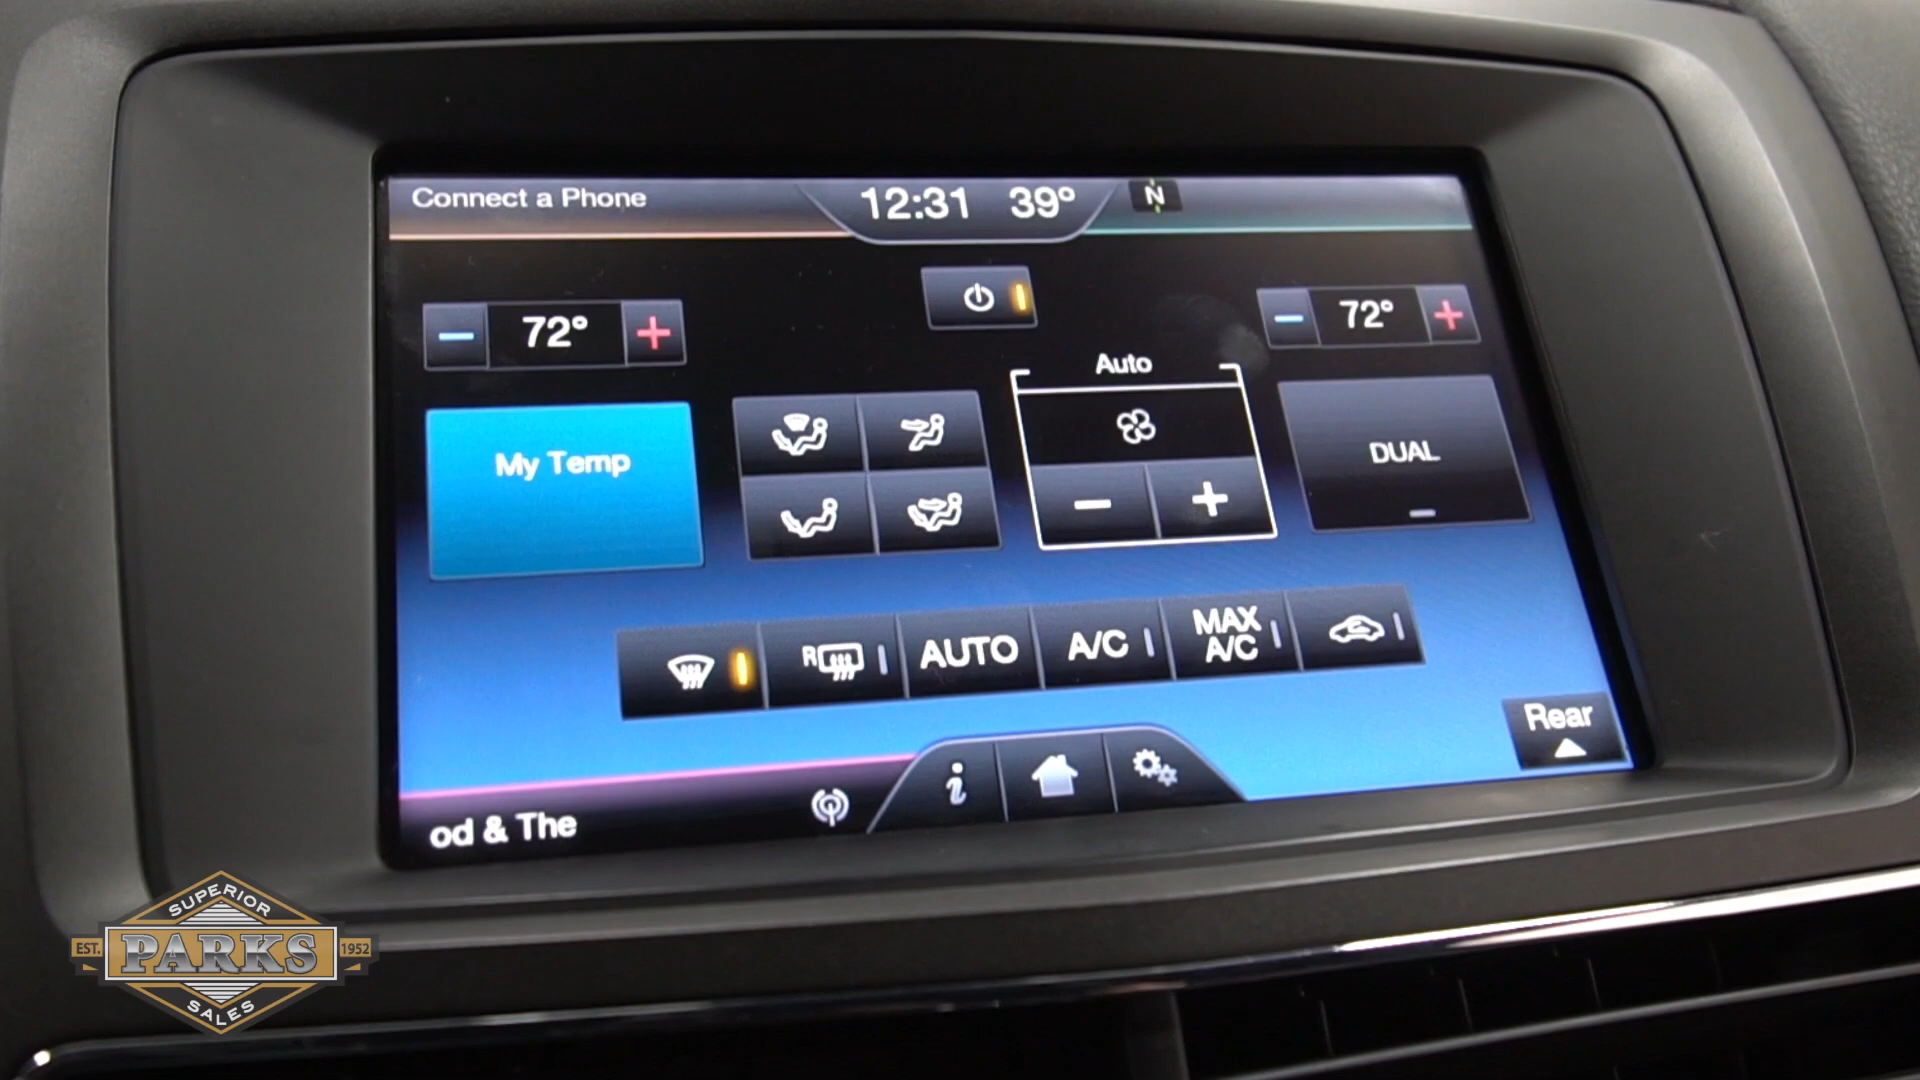 Connect a Phone
12:31 39°
N
72°
72°
Auto
My Temp
DUAL
R
AUTO
A/C
MAX
A/C
Rear
od & The
SUPERIOR
EST. PARKS 1952
SALES